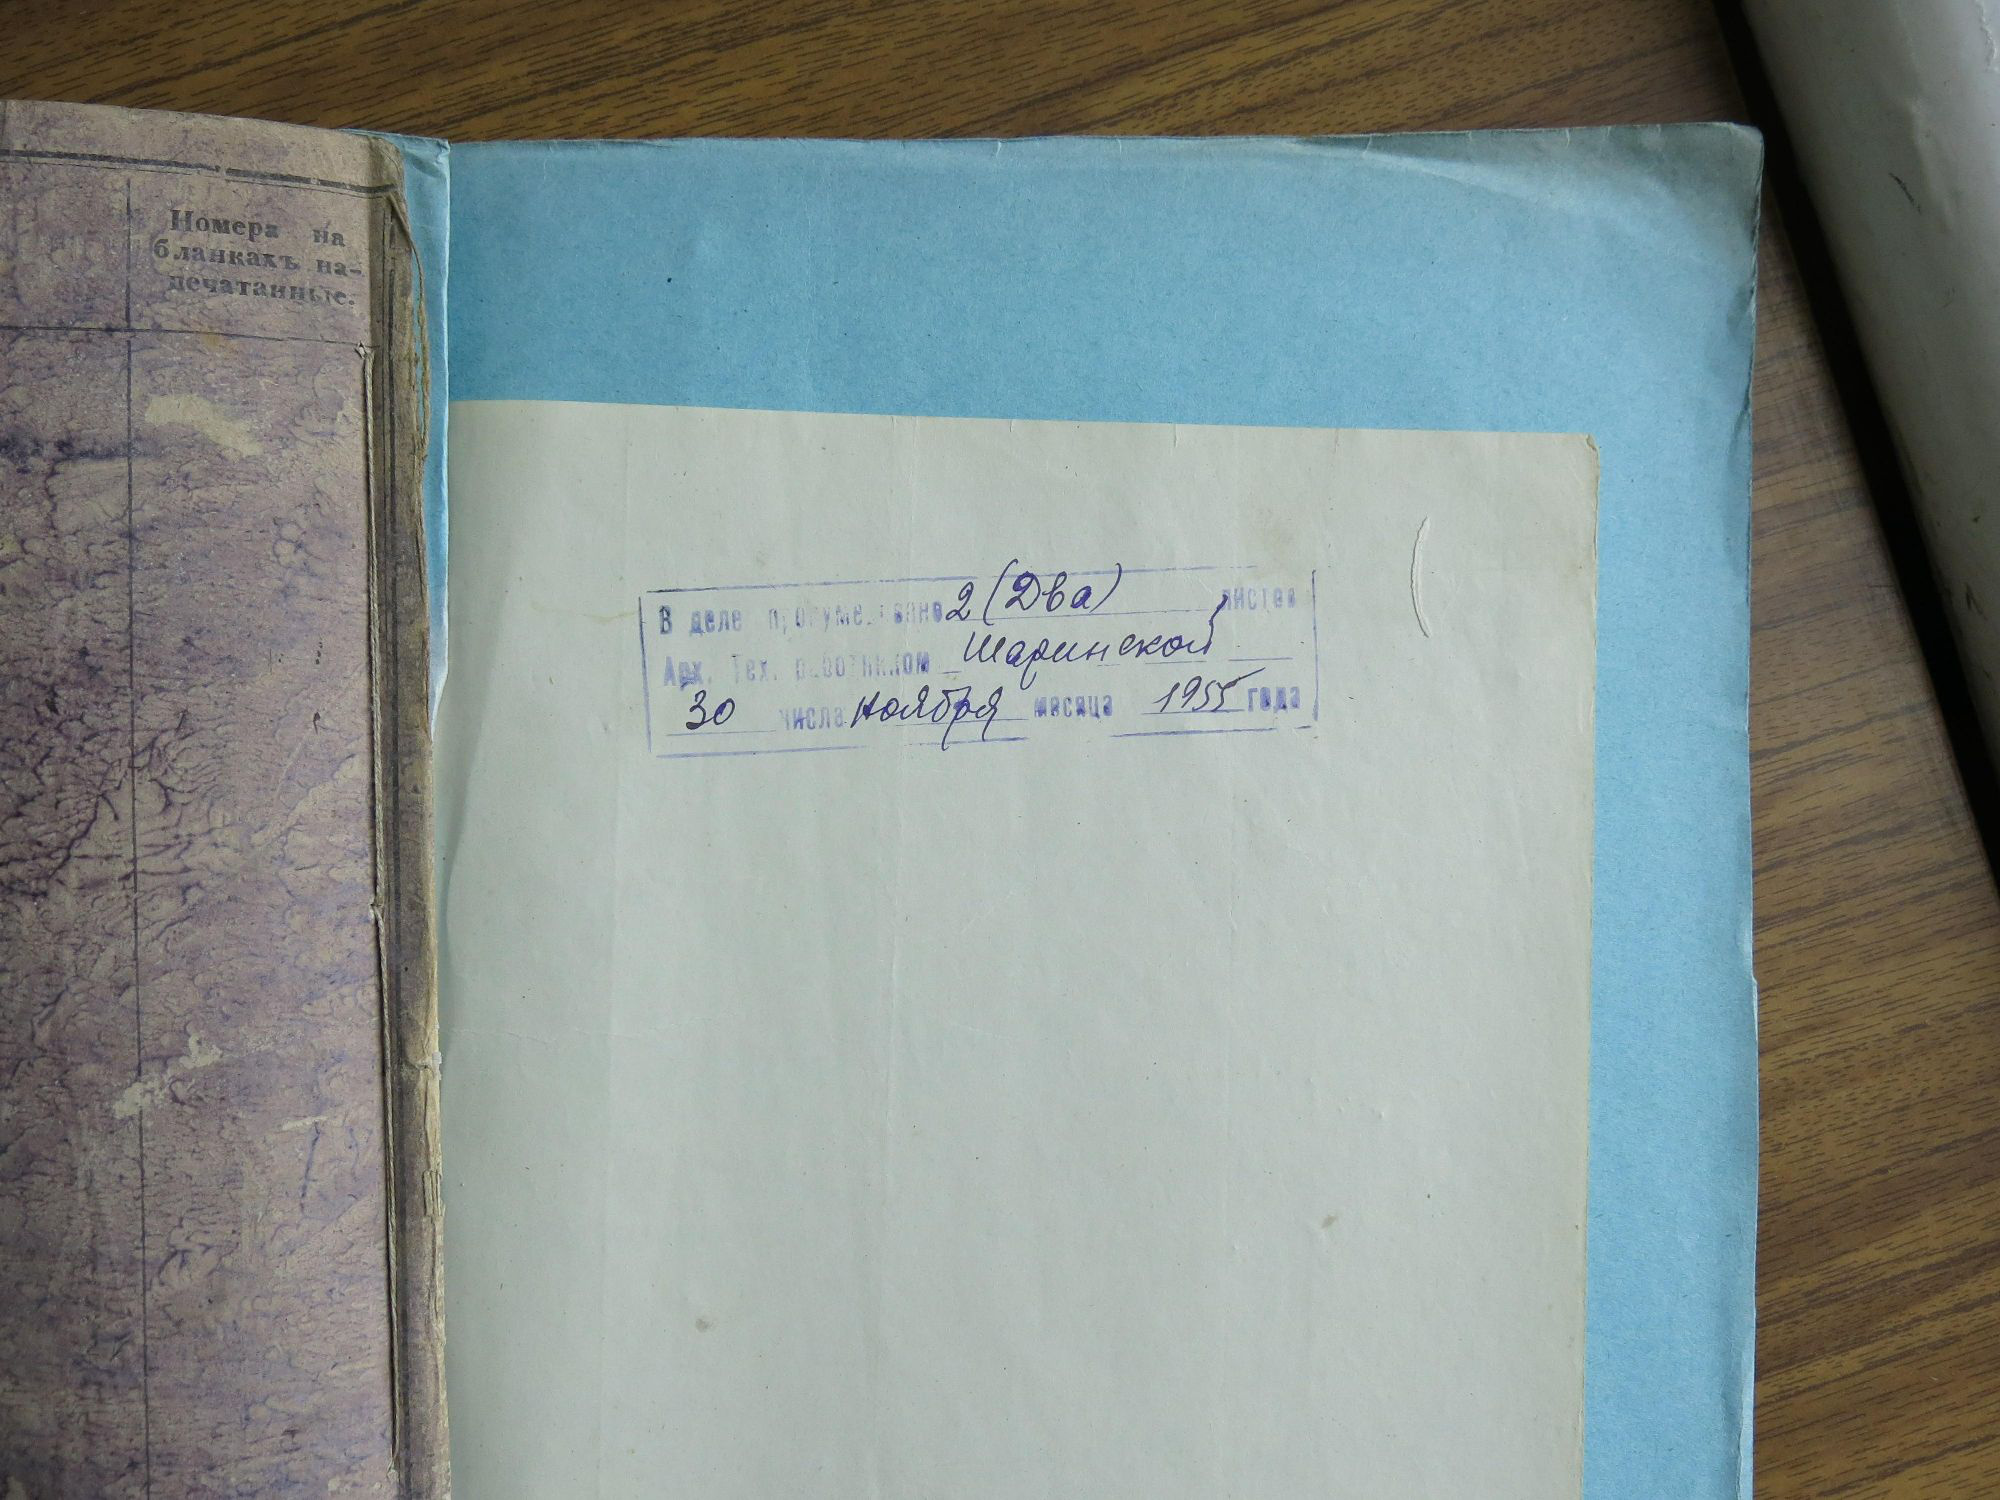 Номера на
бланкахъ на-
печатанные.
В деле пронумеровано 2 (Два) листов
Арх. Тех. работником Шаринской
30 числа ноября месяца 1955 года